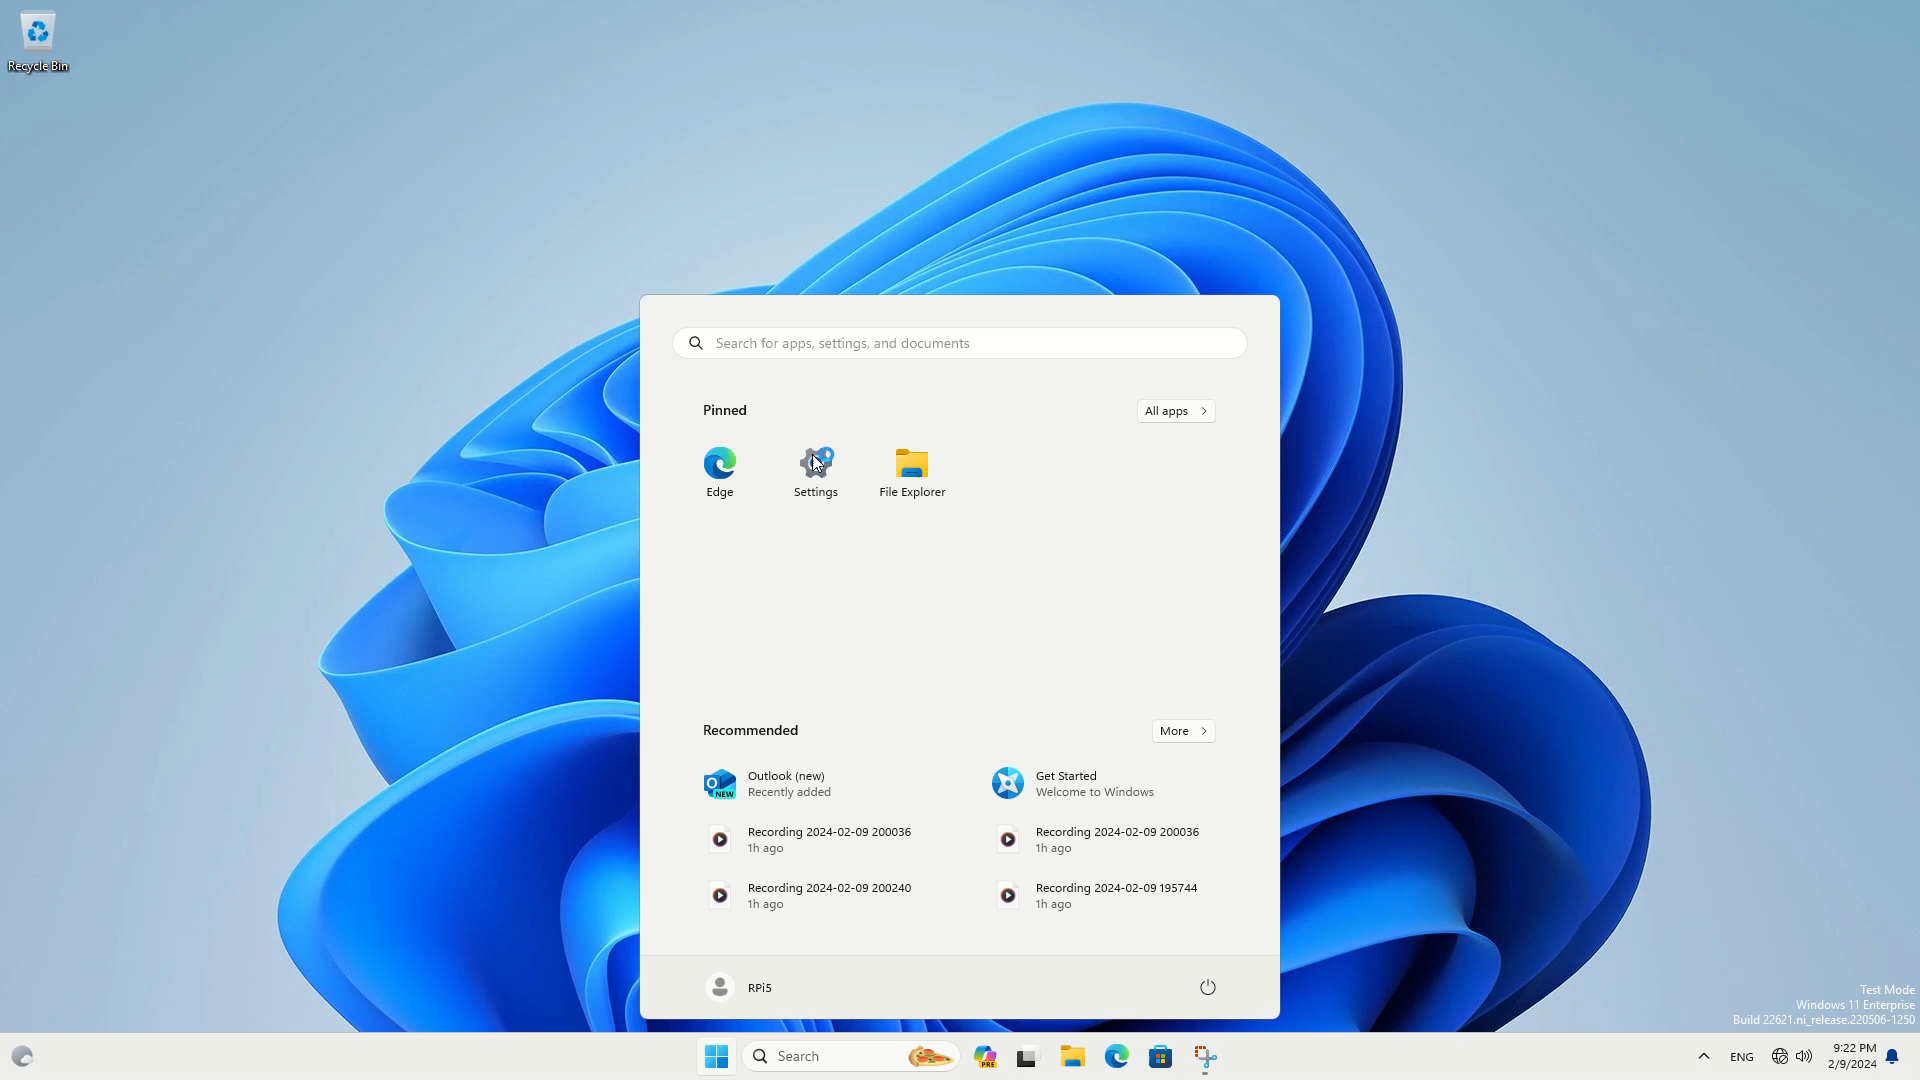 Recycle Bin
Search for apps, settings, and documents
Pinned
All apps
Edge
Settings
File Explorer
Recommended
More
Outlook (new)
Recently added
Get Started
Welcome to Windows
Recording 2024-02-09 200036
1h ago
Recording 2024-02-09 200036
1h ago
Recording 2024-02-09 200240
1h ago
Recording 2024-02-09 195744
1h ago
RPi5
Test Mode
Windows 11 Enterprise
Build 22621.ni_release.220506-1250
Search
PRE
ENG
9:22 PM
2/9/2024
NEW